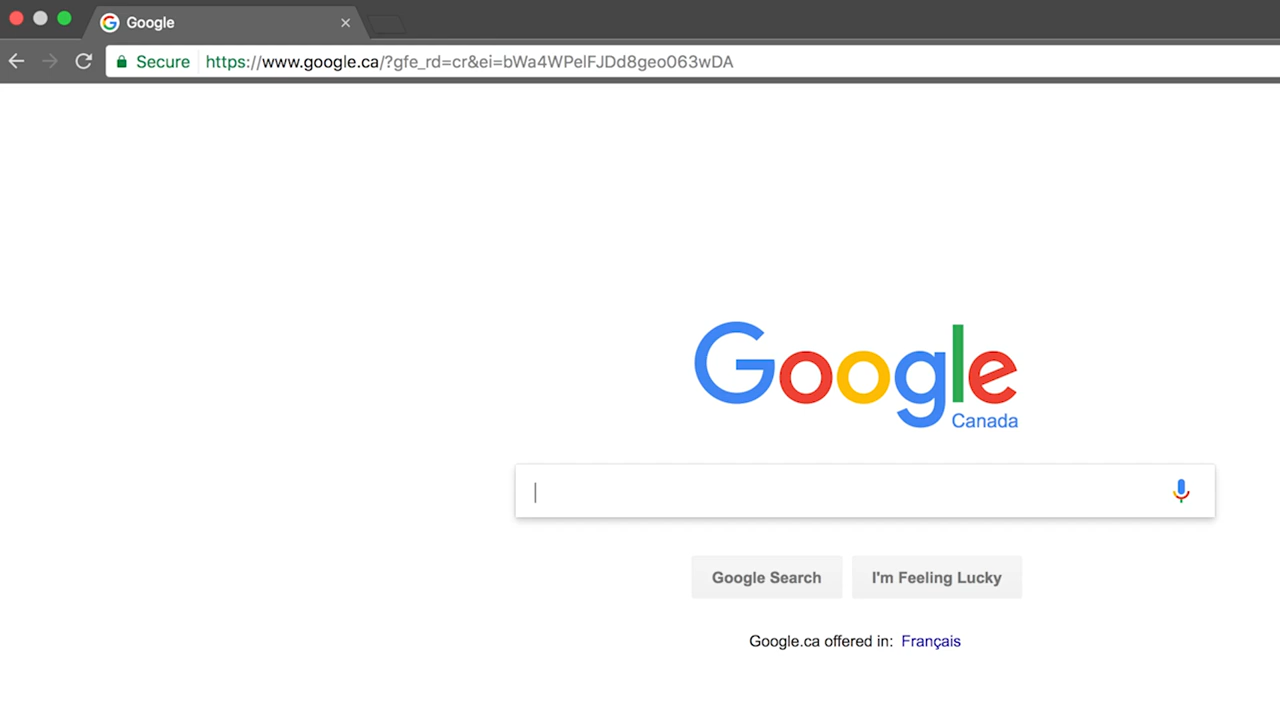 Google
Secure https://www.google.ca/?gfe_rd=cr&ei=bWa4WPelFJDd8geo063wDA
Google
Canada
Google Search I'm Feeling Lucky
Google.ca offered in: Français